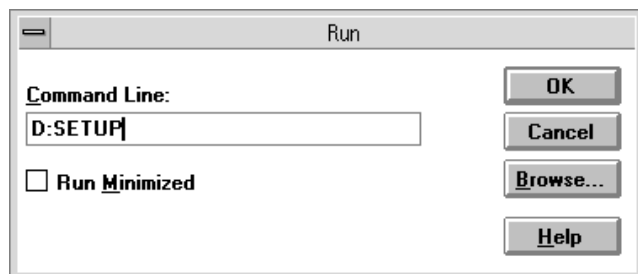 Run
Command Line:
D:SETUP
Run Minimized
OK
Cancel
Browse...
Help